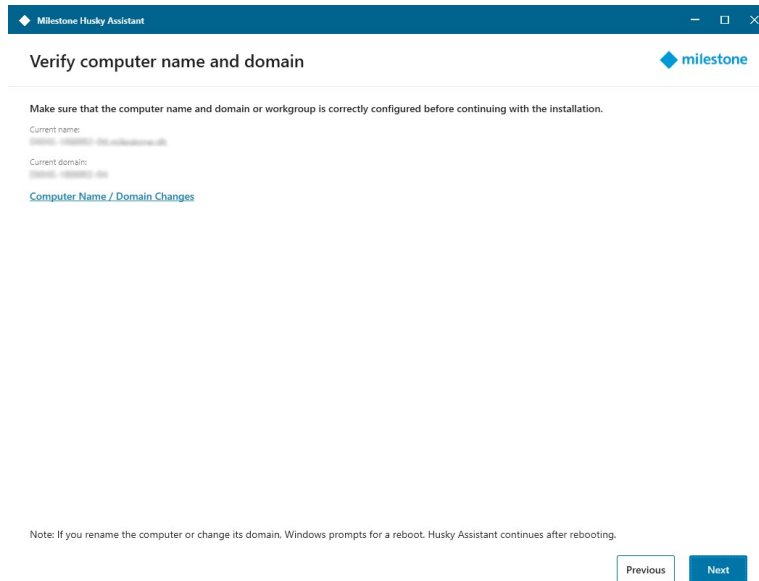 Milestone Husky Assistant
Verify computer name and domain
milestone
Make sure that the computer name and domain or workgroup is correctly configured before continuing with the installation.
Current name:
Current domain:
Computer Name / Domain Changes
Note: If you rename the computer or change its domain, Windows prompts for a reboot. Husky Assistant continues after rebooting.
Previous
Next